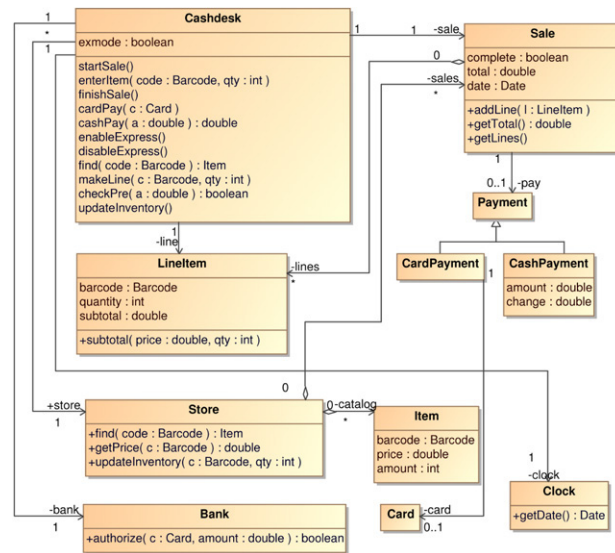 Cashdesk
exmode : boolean
startSale()
enterItem( code : Barcode, qty : int )
finishSale()
cardPay( c : Card )
cashPay( a : double ) : double
enableExpress()
disableExpress()
find( code : Barcode ) : Item
makeLine( c : Barcode, qty : int )
checkPre( a : double ) : boolean
updateInventory()
1
*
1
1
1
-sale
0
-sales
*
Sale
complete : boolean
total : double
date : Date
+addLine( l : LineItem )
+getTotal() : double
+getLines()
1
0..1
-pay
Payment
1
-line
LineItem
barcode : Barcode
quantity : int
subtotal : double
+subtotal( price : double, qty : int )
-lines
*
CardPayment
1
CashPayment
amount : double
change : double
0
+store
1
Store
+find( code : Barcode ) : Item
+getPrice( c : Barcode ) : double
+updateInventory( c : Barcode, qty : int )
0
-catalog
*
Item
barcode : Barcode
price : double
amount : int
1
-clock
Clock
+getDate() : Date
-bank
1
Bank
+authorize( c : Card, amount : double ) : boolean
Card
-card
0..1